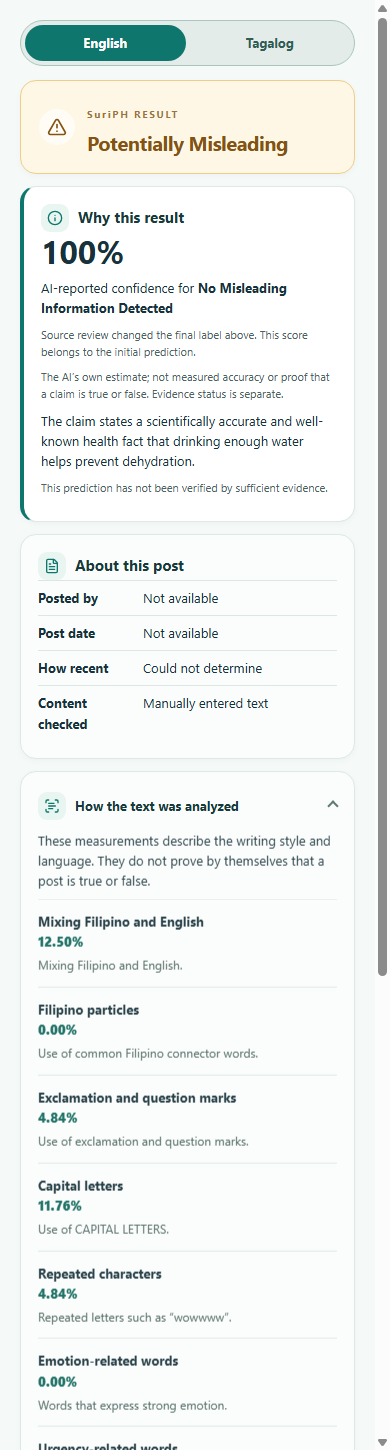 English
Tagalog
SuriPH RESULT
Potentially Misleading
Why this result
100%
AI-reported confidence for No Misleading
Information Detected
Source review changed the final label above. This score
belongs to the initial prediction.
The AI's own estimate; not measured accuracy or proof that
a claim is true or false. Evidence status is separate.
The claim states a scientifically accurate and well-
known health fact that drinking enough water
helps prevent dehydration.
This prediction has not been verified by sufficient evidence.
About this post
Posted by Not available
Post date Not available
How recent Could not determine
Content Manually entered text
checked
How the text was analyzed
These measurements describe the writing style and
language. They do not prove by themselves that a
post is true or false.
Mixing Filipino and English
12.50%
Mixing Filipino and English.
Filipino particles
0.00%
Use of common Filipino connector words.
Exclamation and question marks
4.84%
Use of exclamation and question marks.
Capital letters
11.76%
Use of CAPITAL LETTERS.
Repeated characters
4.84%
Repeated letters such as "wowwww".
Emotion-related words
0.00%
Words that express strong emotion.
Urgency-related words